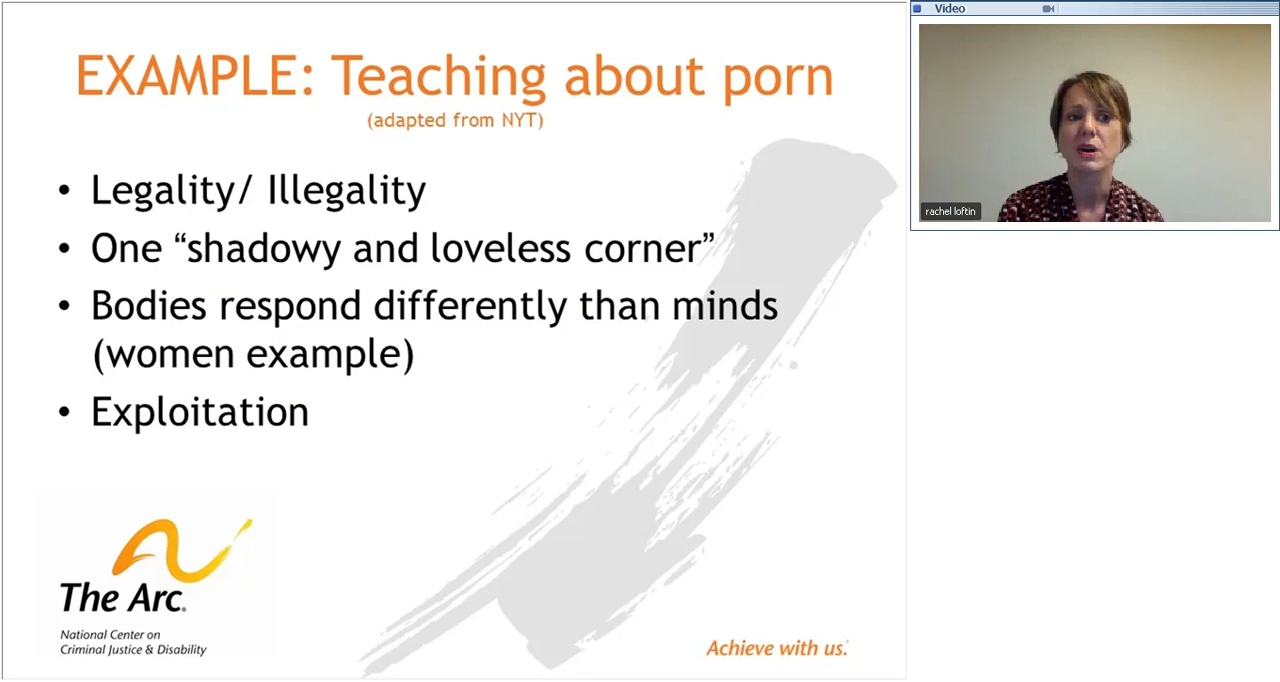 EXAMPLE: Teaching about porn
(adapted from NYT)
• Legality/ Illegality
• One “shadowy and loveless corner”
• Bodies respond differently than minds
(women example)
• Exploitation
The Arc.
National Center on
Criminal Justice & Disability
Achieve with us.
Video
rachel loftin